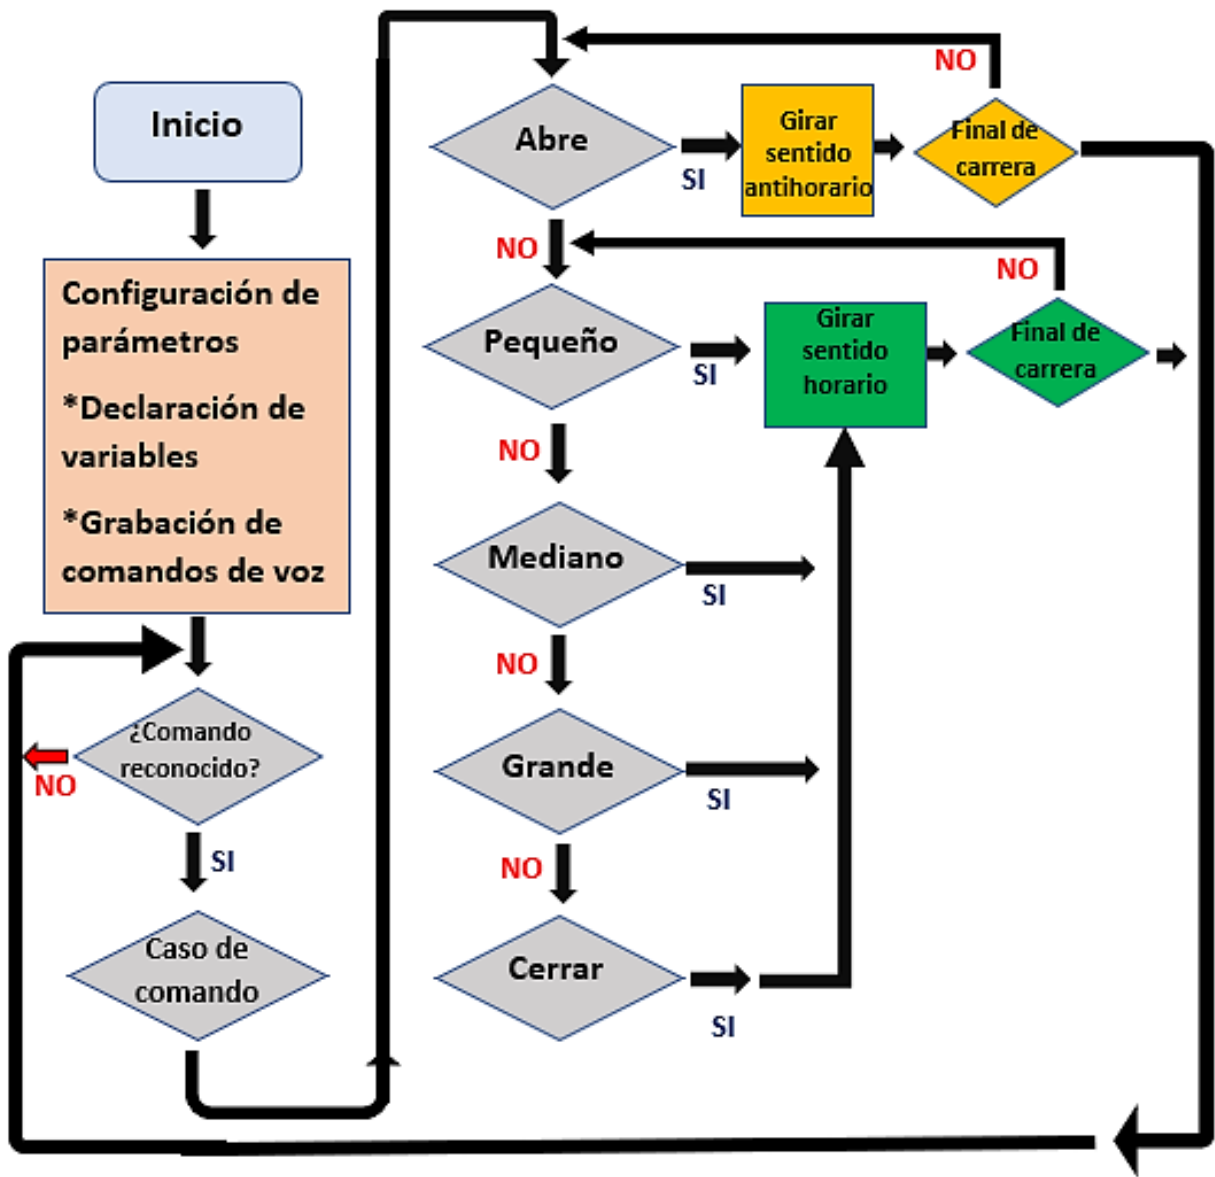 Inicio
Configuración de
parámetros
*Declaración de
variables
*Grabación de
comandos de voz
¿Comando
reconocido?
NO
SI
Caso de
comando
Abre
SI
Girar
sentido
antihorario
Final de
carrera
NO
NO
Pequeño
SI
Girar
sentido
horario
Final de
carrera
NO
NO
Mediano
SI
NO
Grande
SI
NO
Cerrar
SI